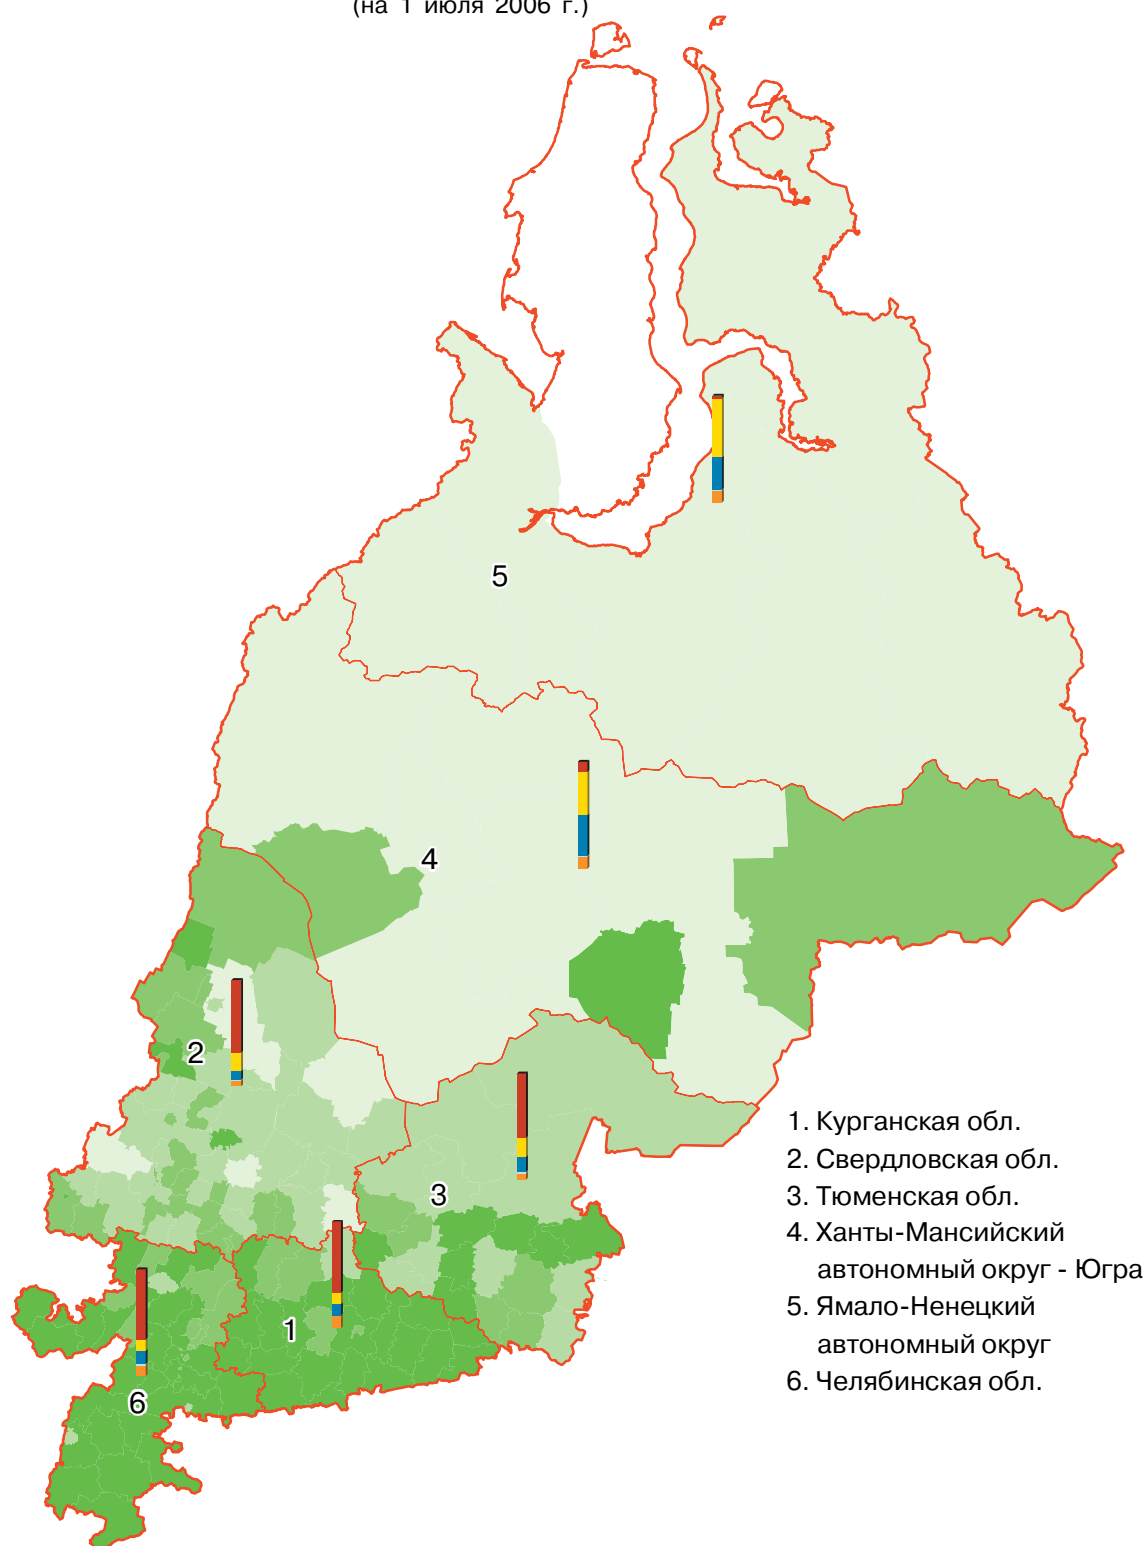 (на 1 июля 2006 г.)
5
4
2
3
1
6
1. Курганская обл.
2. Свердловская обл.
3. Тюменская обл.
4. Ханты-Мансийский
автономный округ - Югра
5. Ямало-Ненецкий
автономный округ
6. Челябинская обл.